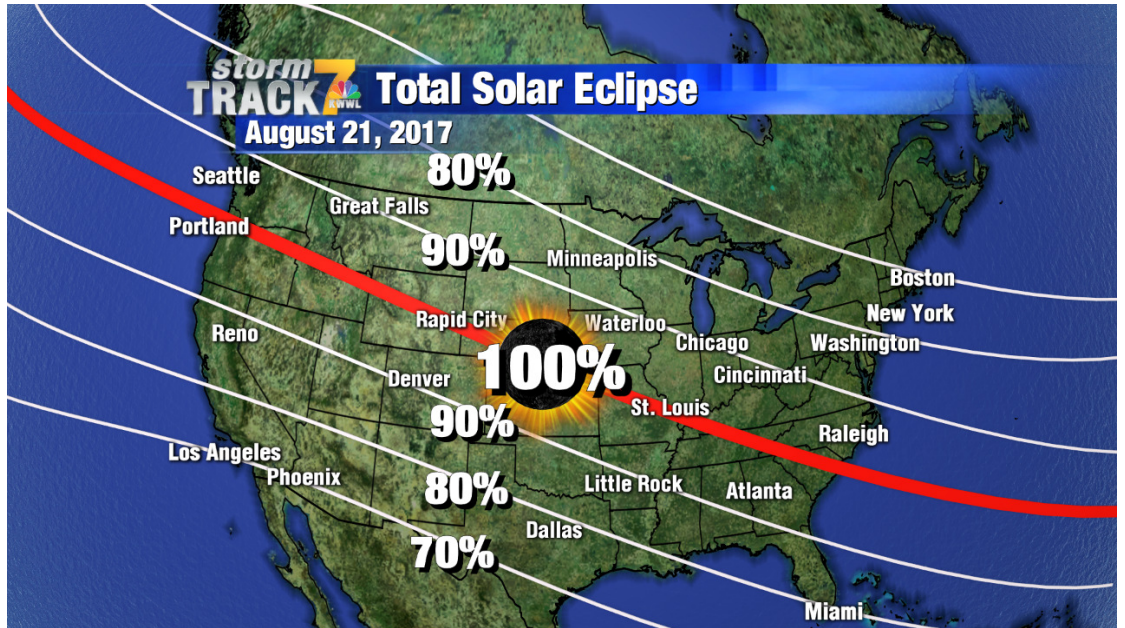 storm
TRACK 7
KWWL
Total Solar Eclipse
August 21, 2017
80%
Seattle
Great Falls
Portland
90%
Minneapolis
Boston
New York
Rapid City
Waterloo
Reno
Chicago
Washington
100%
Denver
Cincinnati
St. Louis
90%
Raleigh
Los Angeles
Phoenix
80%
Little Rock
Atlanta
Dallas
70%
Miami